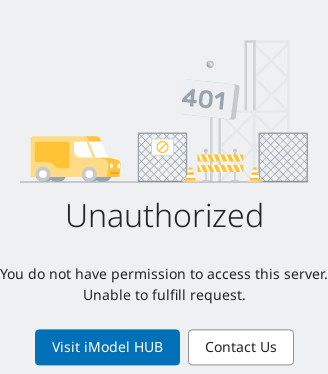 401
Unauthorized
You do not have permission to access this server.
Unable to fulfill request.
Visit iModel HUB
Contact Us